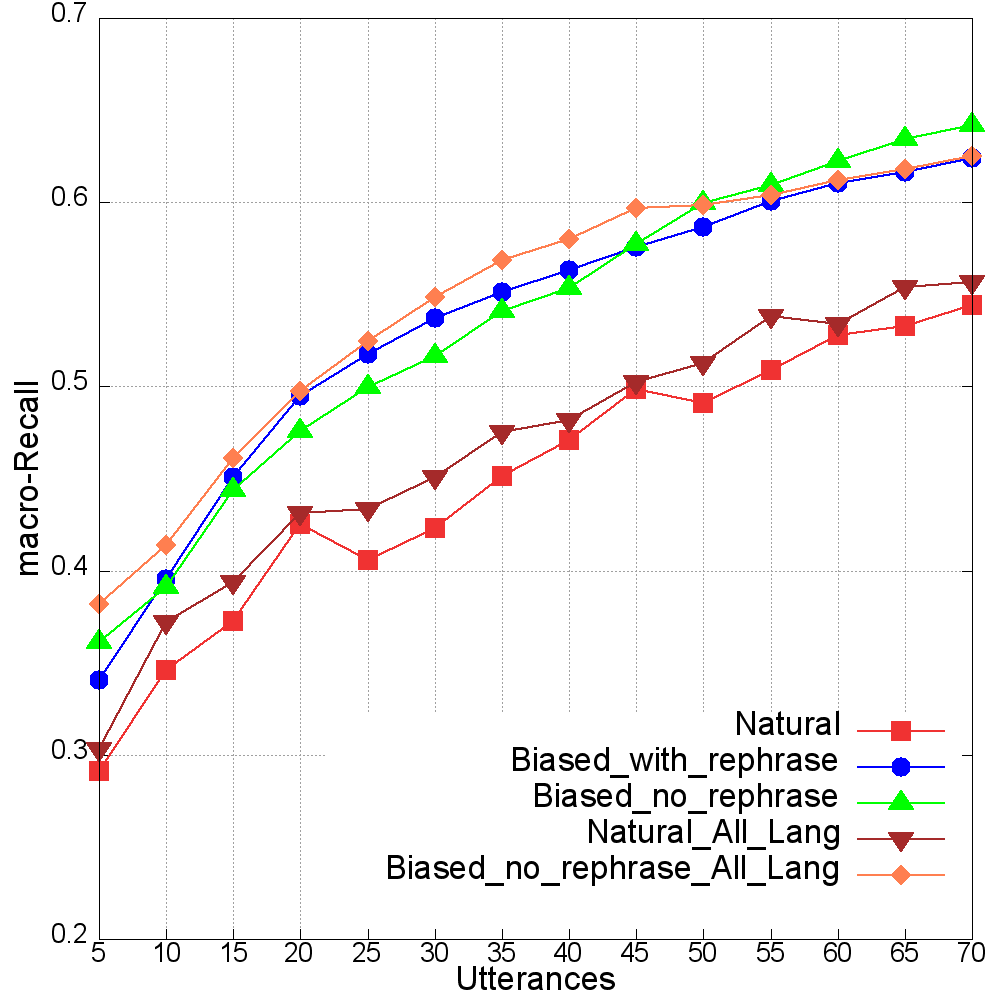 0.7
0.6
0.5
0.4
0.3
0.2
macro-Recall
Natural
Biased_with_rephrase
Biased_no_rephrase
Natural_All_Lang
Biased_no_rephrase_All_Lang
5 10 15 20 25 30 35 40 45 50 55 60 65 70
Utterances